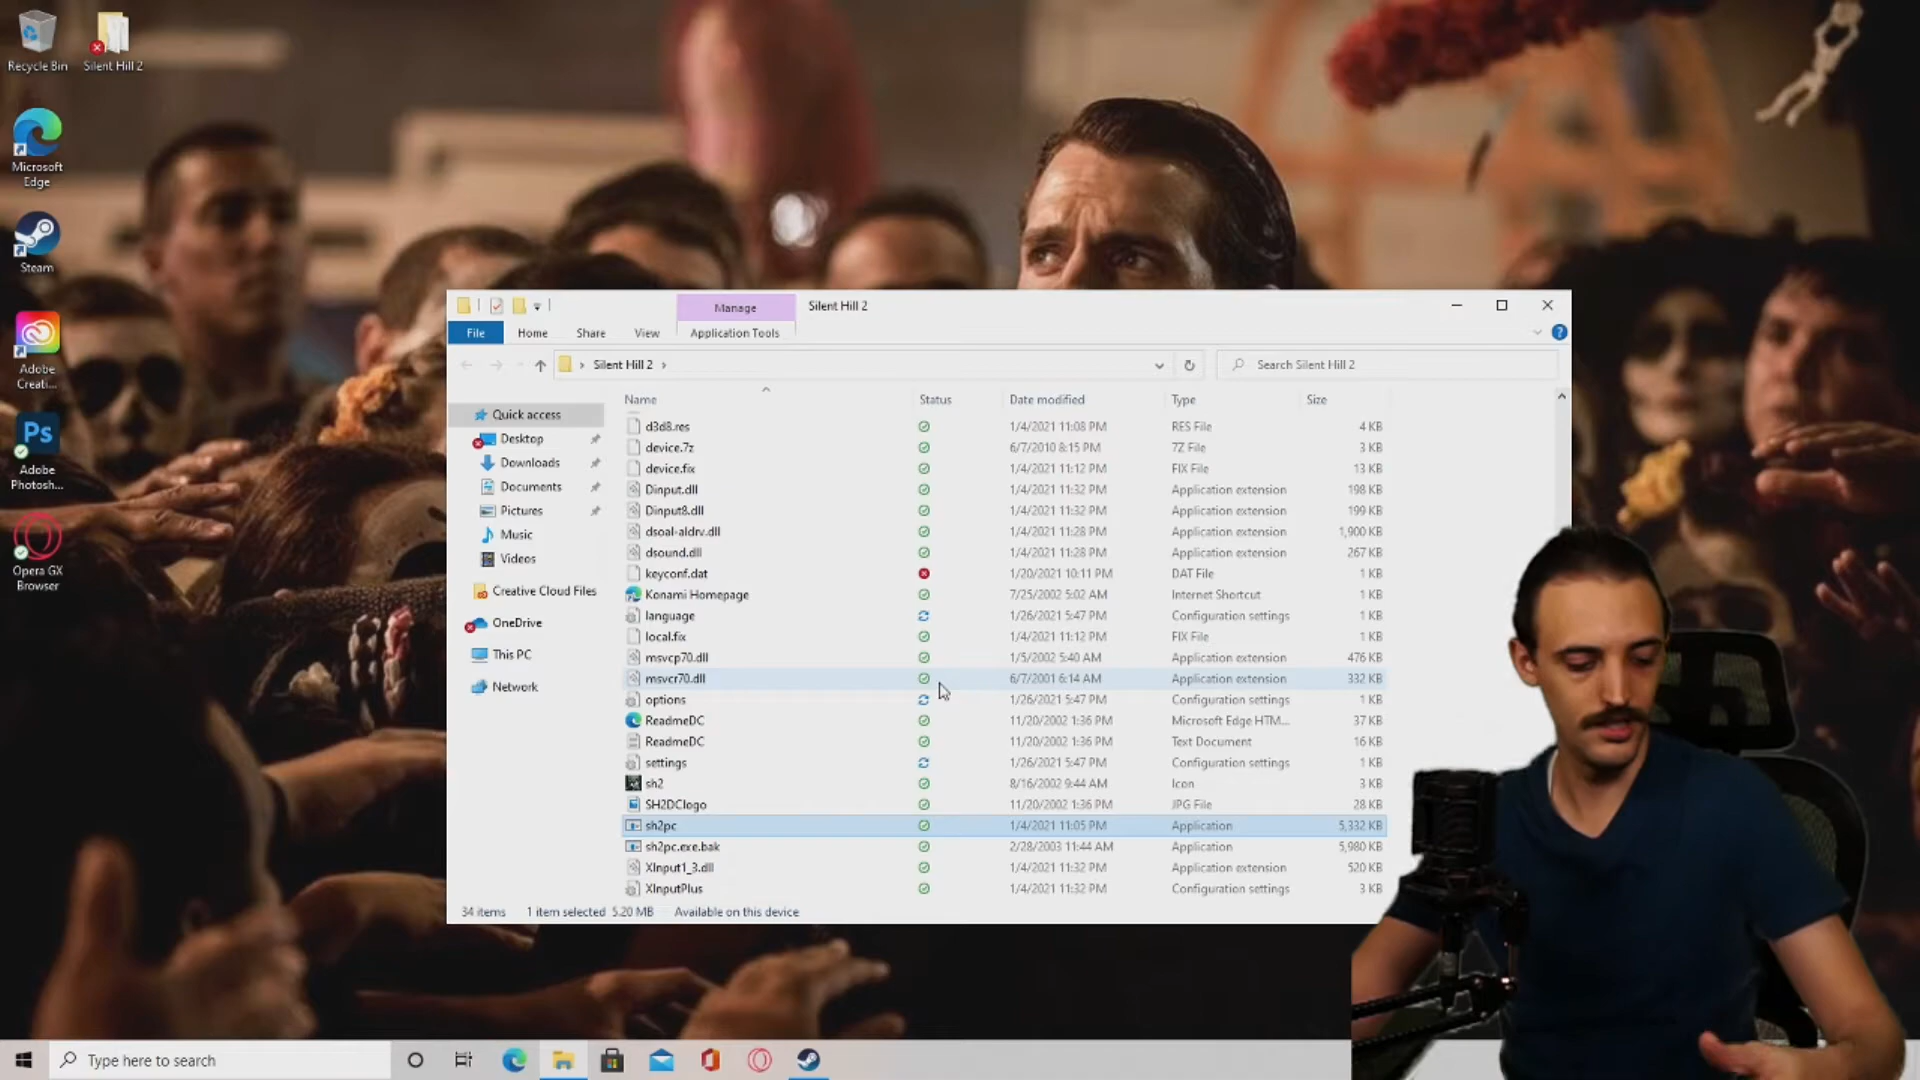 Recycle Bin
Silent Hill 2
Microsoft
Edge
Steam
Adobe
Creati...
Ps
Adobe
Photosh...
Opera GX
Browser
Manage
Silent Hill 2
File Home Share View Application Tools
Silent Hill 2
Search Silent Hill 2
Quick access
Desktop
Downloads
Documents
Pictures
Music
Videos
Creative Cloud Files
OneDrive
This PC
Network
Name Status Date modified Type Size
d3d8.res 1/4/2021 11:08 PM RES File 4 KB
device.7z 6/7/2010 8:15 PM 7Z File 3 KB
device.fix 1/4/2021 11:12 PM FIX File 13 KB
Dinput.dll 1/4/2021 11:32 PM Application extension 198 KB
Dinput8.dll 1/4/2021 11:32 PM Application extension 199 KB
dsoal-aldrv.dll 1/4/2021 11:28 PM Application extension 1,900 KB
dsound.dll 1/4/2021 11:28 PM Application extension 267 KB
keyconf.dat 1/20/2021 10:11 PM DAT File 1 KB
Konami Homepage 7/25/2002 5:02 AM Internet Shortcut 1 KB
language 1/26/2021 5:47 PM Configuration settings 1 KB
local.fix 1/4/2021 11:12 PM FIX File 1 KB
msvcp70.dll 1/5/2002 5:40 AM Application extension 476 KB
msvcr70.dll 6/7/2001 6:14 AM Application extension 332 KB
options 1/26/2021 5:47 PM Configuration settings 1 KB
ReadmeDC 11/20/2002 1:36 PM Microsoft Edge HTM... 37 KB
ReadmeDC 11/20/2002 1:36 PM Text Document 16 KB
settings 1/26/2021 5:47 PM Configuration settings 1 KB
sh2 8/16/2002 9:44 AM Icon 3 KB
SH2DClogo 11/20/2002 1:36 PM JPG File 28 KB
sh2pc 1/4/2021 11:05 PM Application 5,332 KB
sh2pc.exe.bak 2/28/2003 11:44 AM Application 5,980 KB
XInput1_3.dll 1/4/2021 11:32 PM Application extension 520 KB
XInputPlus 1/4/2021 11:32 PM Configuration settings 3 KB
34 items 1 item selected 5.20 MB Available on this device
Type here to search